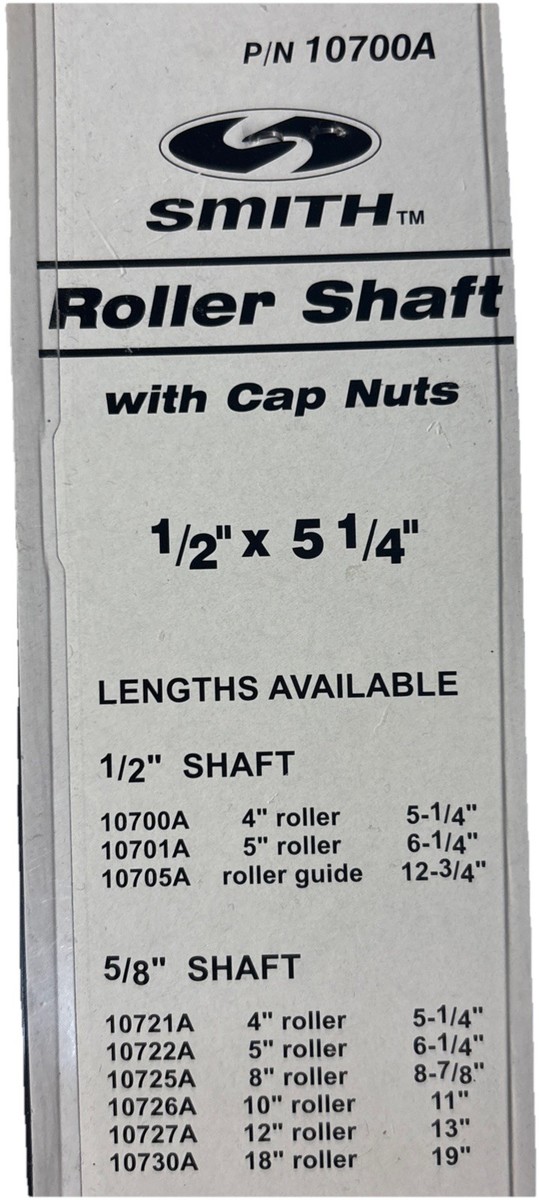 P/N 10700A
SMITH™
Roller Shaft
with Cap Nuts
1/2" x 5 1/4"
LENGTHS AVAILABLE
1/2" SHAFT
10700A 4" roller 5-1/4"
10701A 5" roller 6-1/4"
10705A roller guide 12-3/4"
5/8" SHAFT
10721A 4" roller 5-1/4"
10722A 5" roller 6-1/4"
10725A 8" roller 8-7/8"
10726A 10" roller 11"
10727A 12" roller 13"
10730A 18" roller 19"